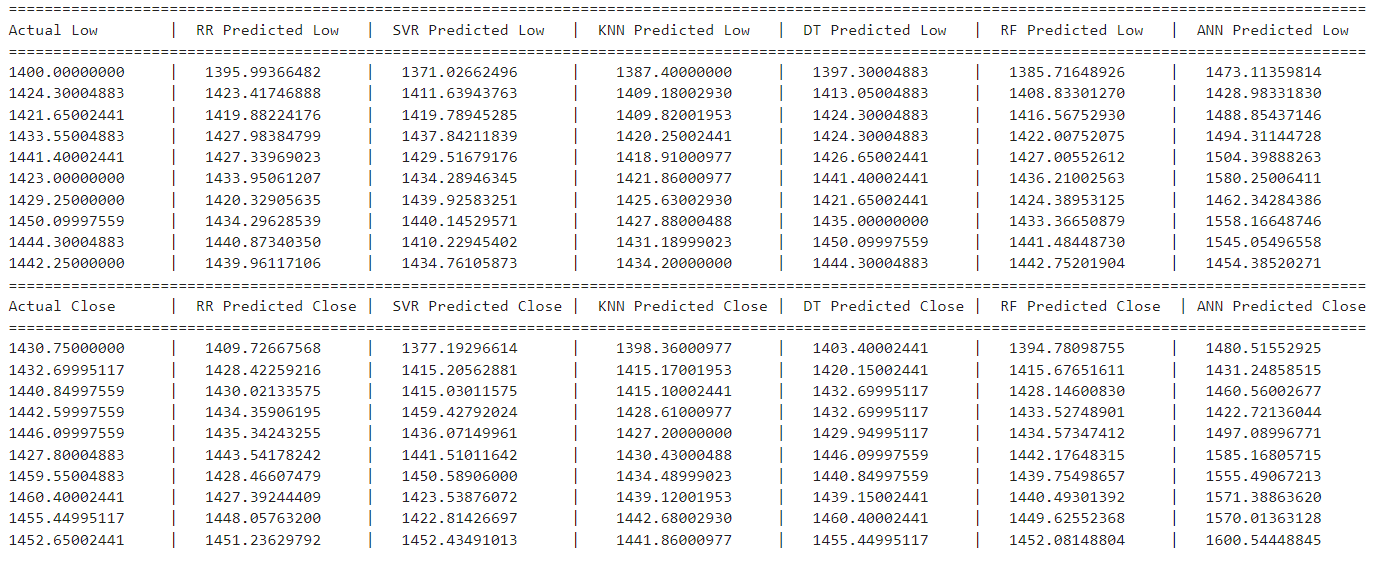 ==========================================================================================================================================================
Actual Low | RR Predicted Low | SVR Predicted Low | KNN Predicted Low | DT Predicted Low | RF Predicted Low | ANN Predicted Low
==========================================================================================================================================================
1400.00000000 | 1395.99366482 | 1371.02662496 | 1387.40000000 | 1397.30004883 | 1385.71648926 | 1473.11359814
1424.30004883 | 1423.41746888 | 1411.63943763 | 1409.18002930 | 1413.05004883 | 1408.83301270 | 1428.98331830
1421.65002441 | 1419.88224176 | 1419.78945285 | 1409.82001953 | 1424.30004883 | 1416.56752930 | 1488.85437146
1433.55004883 | 1427.98384799 | 1437.84211839 | 1420.25002441 | 1424.30004883 | 1422.00752075 | 1494.31144728
1441.40002441 | 1427.33969023 | 1429.51679176 | 1418.91000977 | 1426.65002441 | 1427.00552612 | 1504.39888263
1423.00000000 | 1433.95061207 | 1434.28946345 | 1421.86000977 | 1441.40002441 | 1436.21002563 | 1580.25006411
1429.25000000 | 1420.32905635 | 1439.92583251 | 1425.63002930 | 1421.65002441 | 1424.38953125 | 1462.34284386
1450.09997559 | 1434.29628539 | 1440.14529571 | 1427.88000488 | 1435.00000000 | 1433.36650879 | 1558.16648746
1444.30004883 | 1440.87340350 | 1410.22945402 | 1431.18999023 | 1450.09997559 | 1441.48448730 | 1545.05496558
1442.25000000 | 1439.96117106 | 1434.76105873 | 1434.20000000 | 1444.30004883 | 1442.75201904 | 1454.38520271
==========================================================================================================================================================
Actual Close | RR Predicted Close | SVR Predicted Close | KNN Predicted Close | DT Predicted Close | RF Predicted Close | ANN Predicted Close
==========================================================================================================================================================
1430.75000000 | 1409.72667568 | 1377.19296614 | 1398.36000977 | 1403.40002441 | 1394.78098755 | 1480.51552925
1432.69995117 | 1428.42259216 | 1415.20562881 | 1415.17001953 | 1420.15002441 | 1415.67651611 | 1431.24858515
1440.84997559 | 1430.02133575 | 1415.03011575 | 1415.10002441 | 1432.69995117 | 1428.14600830 | 1460.56002677
1442.59997559 | 1434.35906195 | 1459.42792024 | 1428.61000977 | 1432.69995117 | 1433.52748901 | 1422.72136044
1446.09997559 | 1435.34243255 | 1436.07149961 | 1427.20000000 | 1429.94995117 | 1434.57347412 | 1497.08996771
1427.80004883 | 1443.54178242 | 1441.51011642 | 1430.43000488 | 1446.09997559 | 1442.17648315 | 1585.16805715
1459.55004883 | 1428.46607479 | 1450.58906000 | 1434.48999023 | 1440.84997559 | 1439.75498657 | 1555.49067213
1460.40002441 | 1427.39244409 | 1423.53876072 | 1439.12001953 | 1439.15002441 | 1440.49301392 | 1571.38863620
1455.44995117 | 1448.05763200 | 1422.81426697 | 1442.68002930 | 1460.40002441 | 1449.62552368 | 1570.01363128
1452.65002441 | 1451.23629792 | 1452.43491013 | 1441.86000977 | 1455.44995117 | 1452.08148804 | 1600.54448845